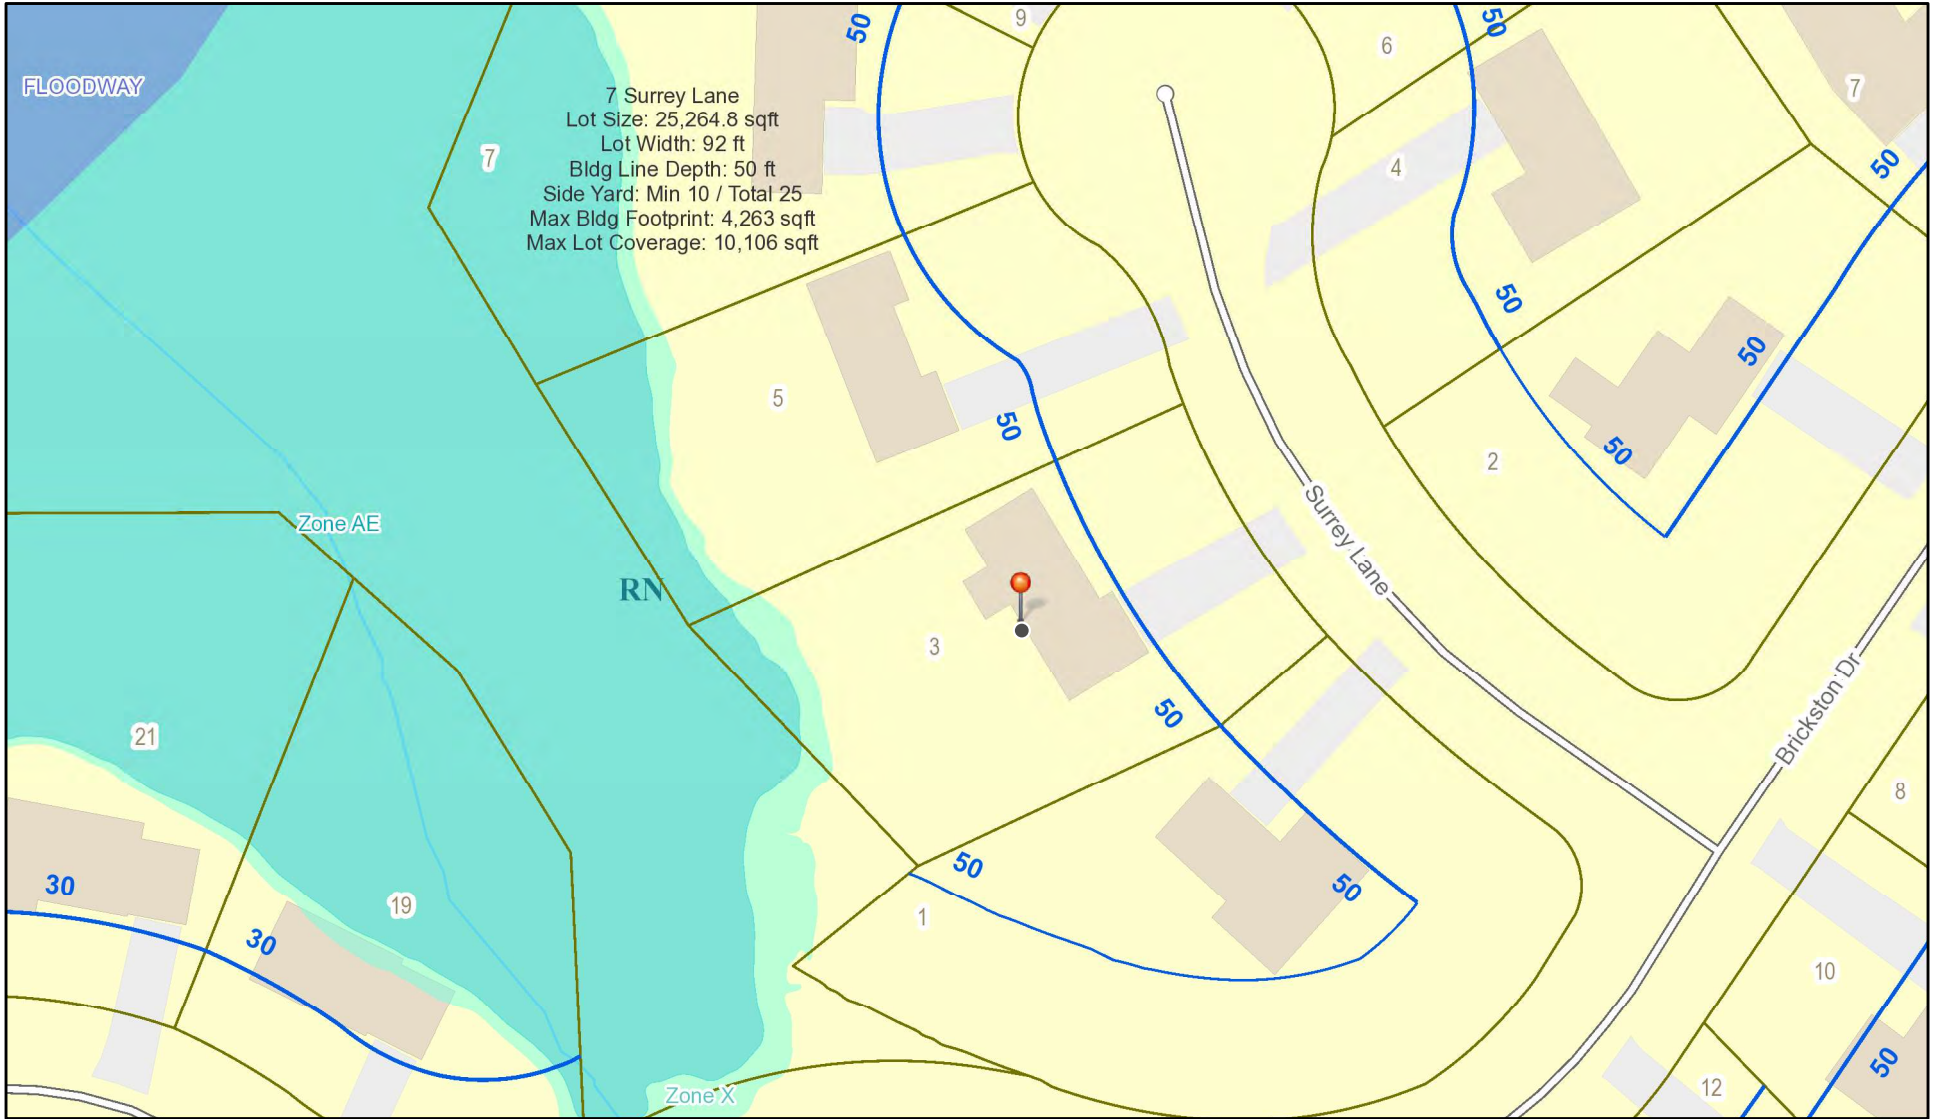 50
9
50
6
FLOODWAY
7
7 Surrey Lane
Lot Size: 25,264.8 sqft
Lot Width: 92 ft
Bldg Line Depth: 50 ft
Side Yard: Min 10 / Total 25
Max Bldg Footprint: 4,263 sqft
Max Lot Coverage: 10,106 sqft
7
4
50
50
50
5
50
50
2
Surrey Lane
Zone AE
RN
3
50
Brickston Dr
21
8
50
50
30
19
1
30
10
50
12
Zone X